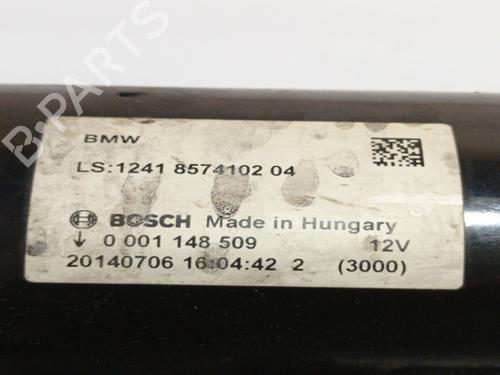 BMW
LS:1241 8574102 04
BOSCH Made in Hungary
0 001 148 509 12V
20140706 16:04:42 2 (3000)
B-PARTS